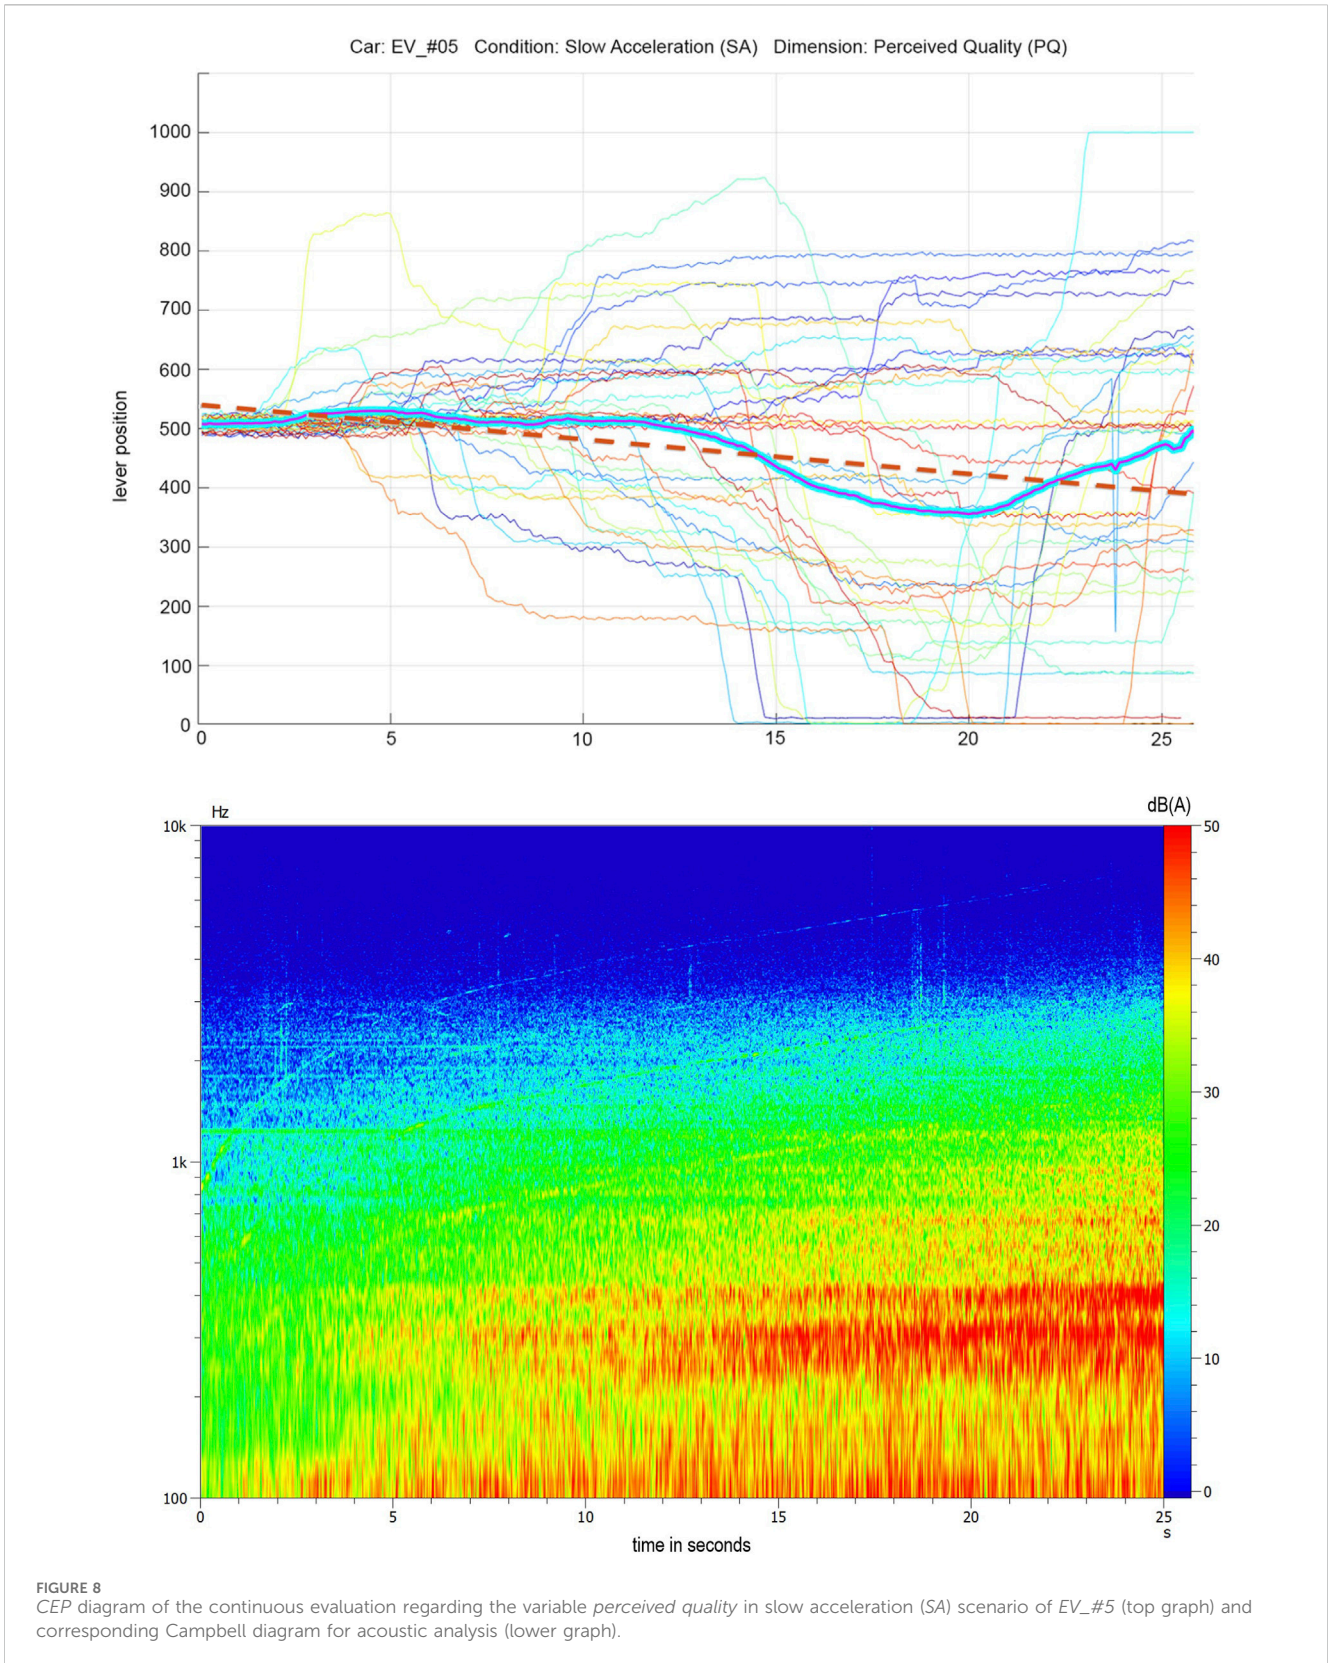 Car: EV_#05 Condition: Slow Acceleration (SA) Dimension: Perceived Quality (PQ)
1000
900
800
700
600
500
400
300
200
100
0
lever position
0 5 10 15 20 25
Hz
dB(A)
10k
1k
100
50
40
30
20
10
0
0 5 10 15 20 25
s
time in seconds
FIGURE 8
CEP diagram of the continuous evaluation regarding the variable perceived quality in slow acceleration (SA) scenario of EV_#5 (top graph) and
corresponding Campbell diagram for acoustic analysis (lower graph).